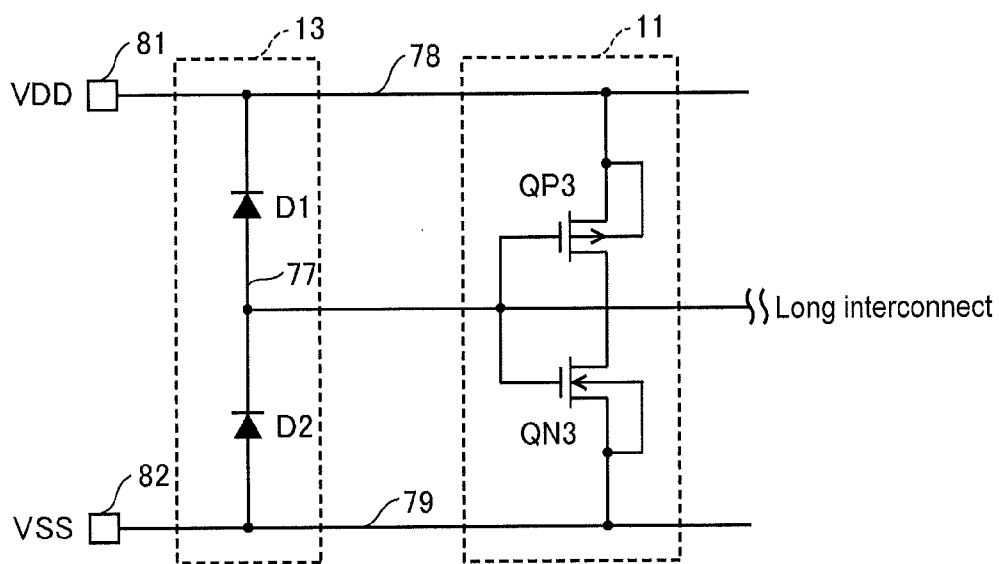 81
13
11
78
VDD
QP3
D1
77
Long interconnect
D2
QN3
82
79
VSS